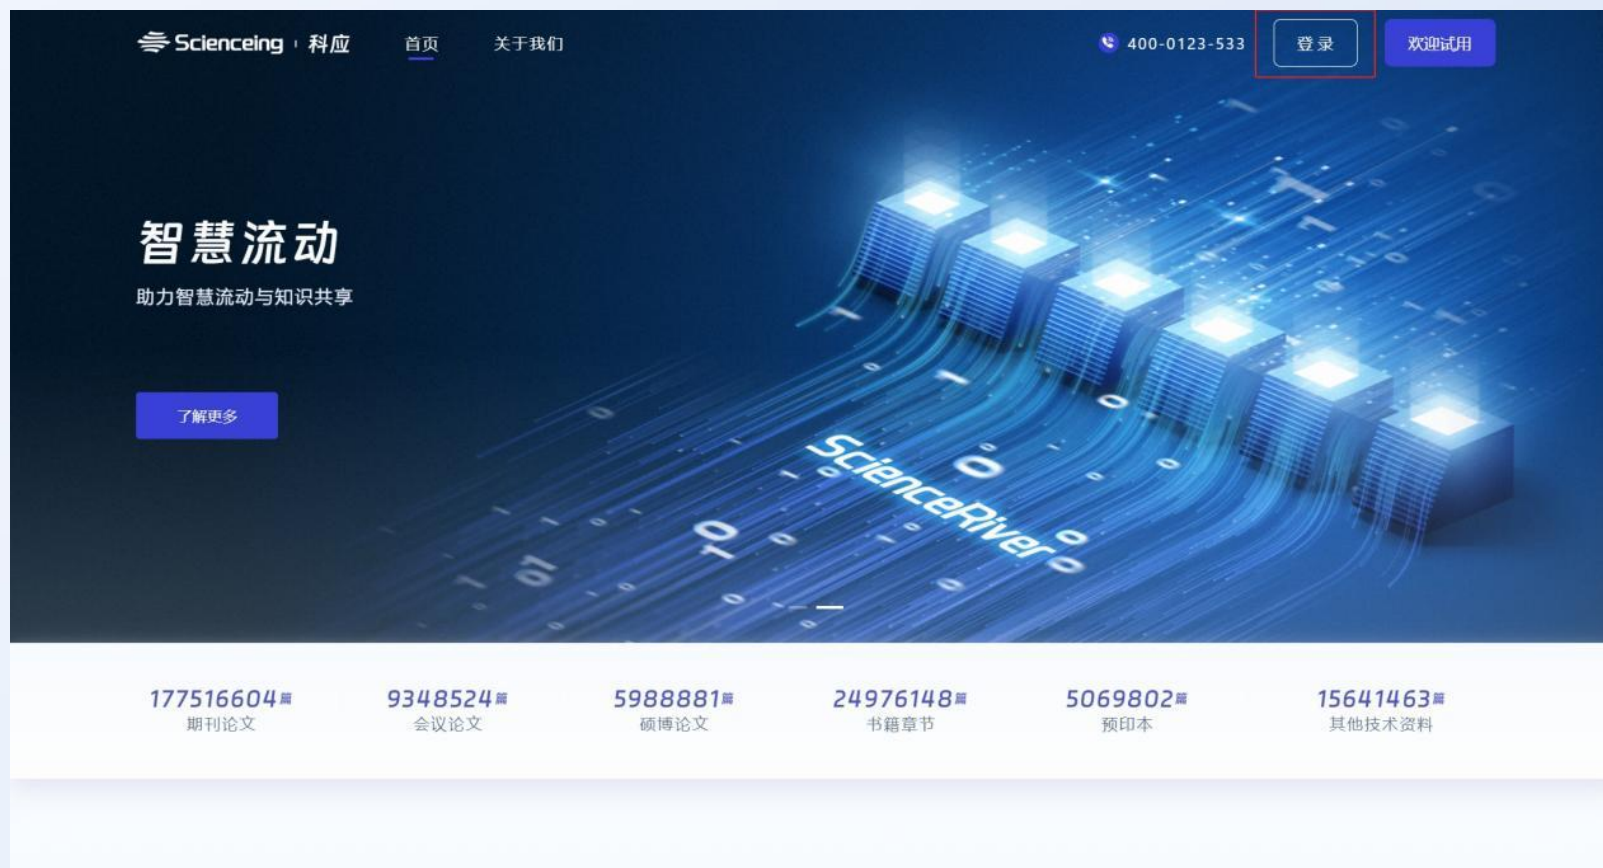 Scienceing 科应 首页 关于我们 400-0123-533 登录 欢迎试用
智慧流动
助力智慧流动与知识共享
了解更多
ScienceRiver
177516604篇 9348524篇 5988881篇 24976148篇 5069802篇 15641463篇
期刊论文 会议论文 硕博论文 书籍章节 预印本 其他技术资料